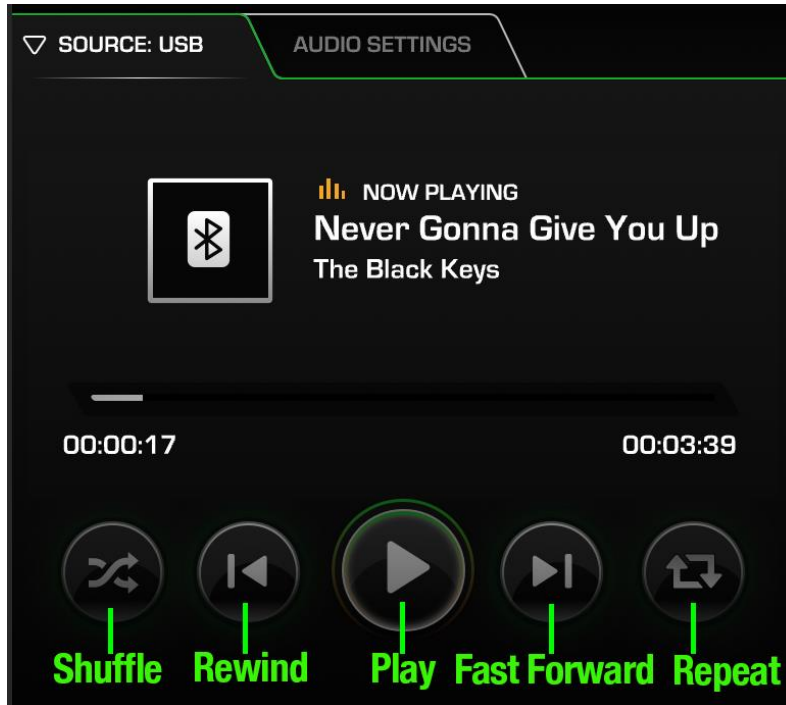 SOURCE: USB
AUDIO SETTINGS
NOW PLAYING
Never Gonna Give You Up
The Black Keys
00:00:17
00:03:39
Shuffle
Rewind
Play
Fast Forward
Repeat